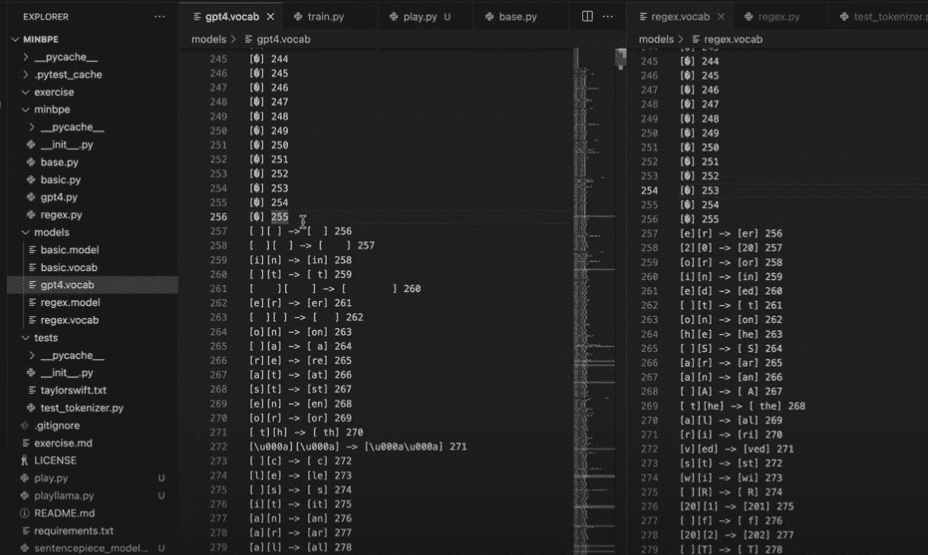 EXPLORER
MINBPE
__pycache__
.pytest_cache
exercise
minbpe
__pycache__
__init__.py
base.py
basic.py
gpt4.py
regex.py
models
basic.model
basic.vocab
gpt4.vocab
regex.model
regex.vocab
tests
__pycache__
__init__.py
taylorswift.txt
test_tokenizer.py
.gitignore
exercise.md
LICENSE
play.py U
playllama.py U
README.md
requirements.txt
sentencepiece_model... U
gpt4.vocab train.py play.py U base.py
models > gpt4.vocab
245 [�] 244
246 [�] 245
247 [�] 246
248 [�] 247
249 [�] 248
250 [�] 249
251 [�] 250
252 [�] 251
253 [�] 252
254 [�] 253
255 [�] 254
256 [�] 255
257 [ ][ ] -> [  ] 256
258 [  ][  ] -> [    ] 257
259 [i][n] -> [in] 258
260 [ ][t] -> [ t] 259
261 [    ][    ] -> [        ] 260
262 [e][r] -> [er] 261
263 [  ][ ] -> [   ] 262
264 [o][n] -> [on] 263
265 [ ][a] -> [ a] 264
266 [r][e] -> [re] 265
267 [a][t] -> [at] 266
268 [s][t] -> [st] 267
269 [e][n] -> [en] 268
270 [o][r] -> [or] 269
271 [ t][h] -> [ th] 270
272 [\u000a][\u000a] -> [\u000a\u000a] 271
273 [ ][c] -> [ c] 272
274 [l][e] -> [le] 273
275 [ ][s] -> [ s] 274
276 [i][t] -> [it] 275
277 [a][n] -> [an] 276
278 [a][r] -> [ar] 277
279 [a][l] -> [al] 278
regex.vocab regex.py test_tokenizer.p
models > regex.vocab
245 [�] 244
246 [�] 245
247 [�] 246
248 [�] 247
249 [�] 248
250 [�] 249
251 [�] 250
252 [�] 251
253 [�] 252
254 [�] 253
255 [�] 254
256 [�] 255
257 [e][r] -> [er] 256
258 [2][0] -> [20] 257
259 [o][r] -> [or] 258
260 [i][n] -> [in] 259
261 [e][d] -> [ed] 260
262 [ ][t] -> [ t] 261
263 [o][n] -> [on] 262
264 [h][e] -> [he] 263
265 [ ][S] -> [ S] 264
266 [a][r] -> [ar] 265
267 [a][n] -> [an] 266
268 [ ][A] -> [ A] 267
269 [ t][he] -> [ the] 268
270 [a][l] -> [al] 269
271 [r][i] -> [ri] 270
272 [v][ed] -> [ved] 271
273 [s][t] -> [st] 272
274 [w][i] -> [wi] 273
275 [ ][R] -> [ R] 274
276 [20][1] -> [201] 275
277 [ ][f] -> [ f] 276
278 [20][2] -> [202] 277
279 [ ][T] -> [ T] 278